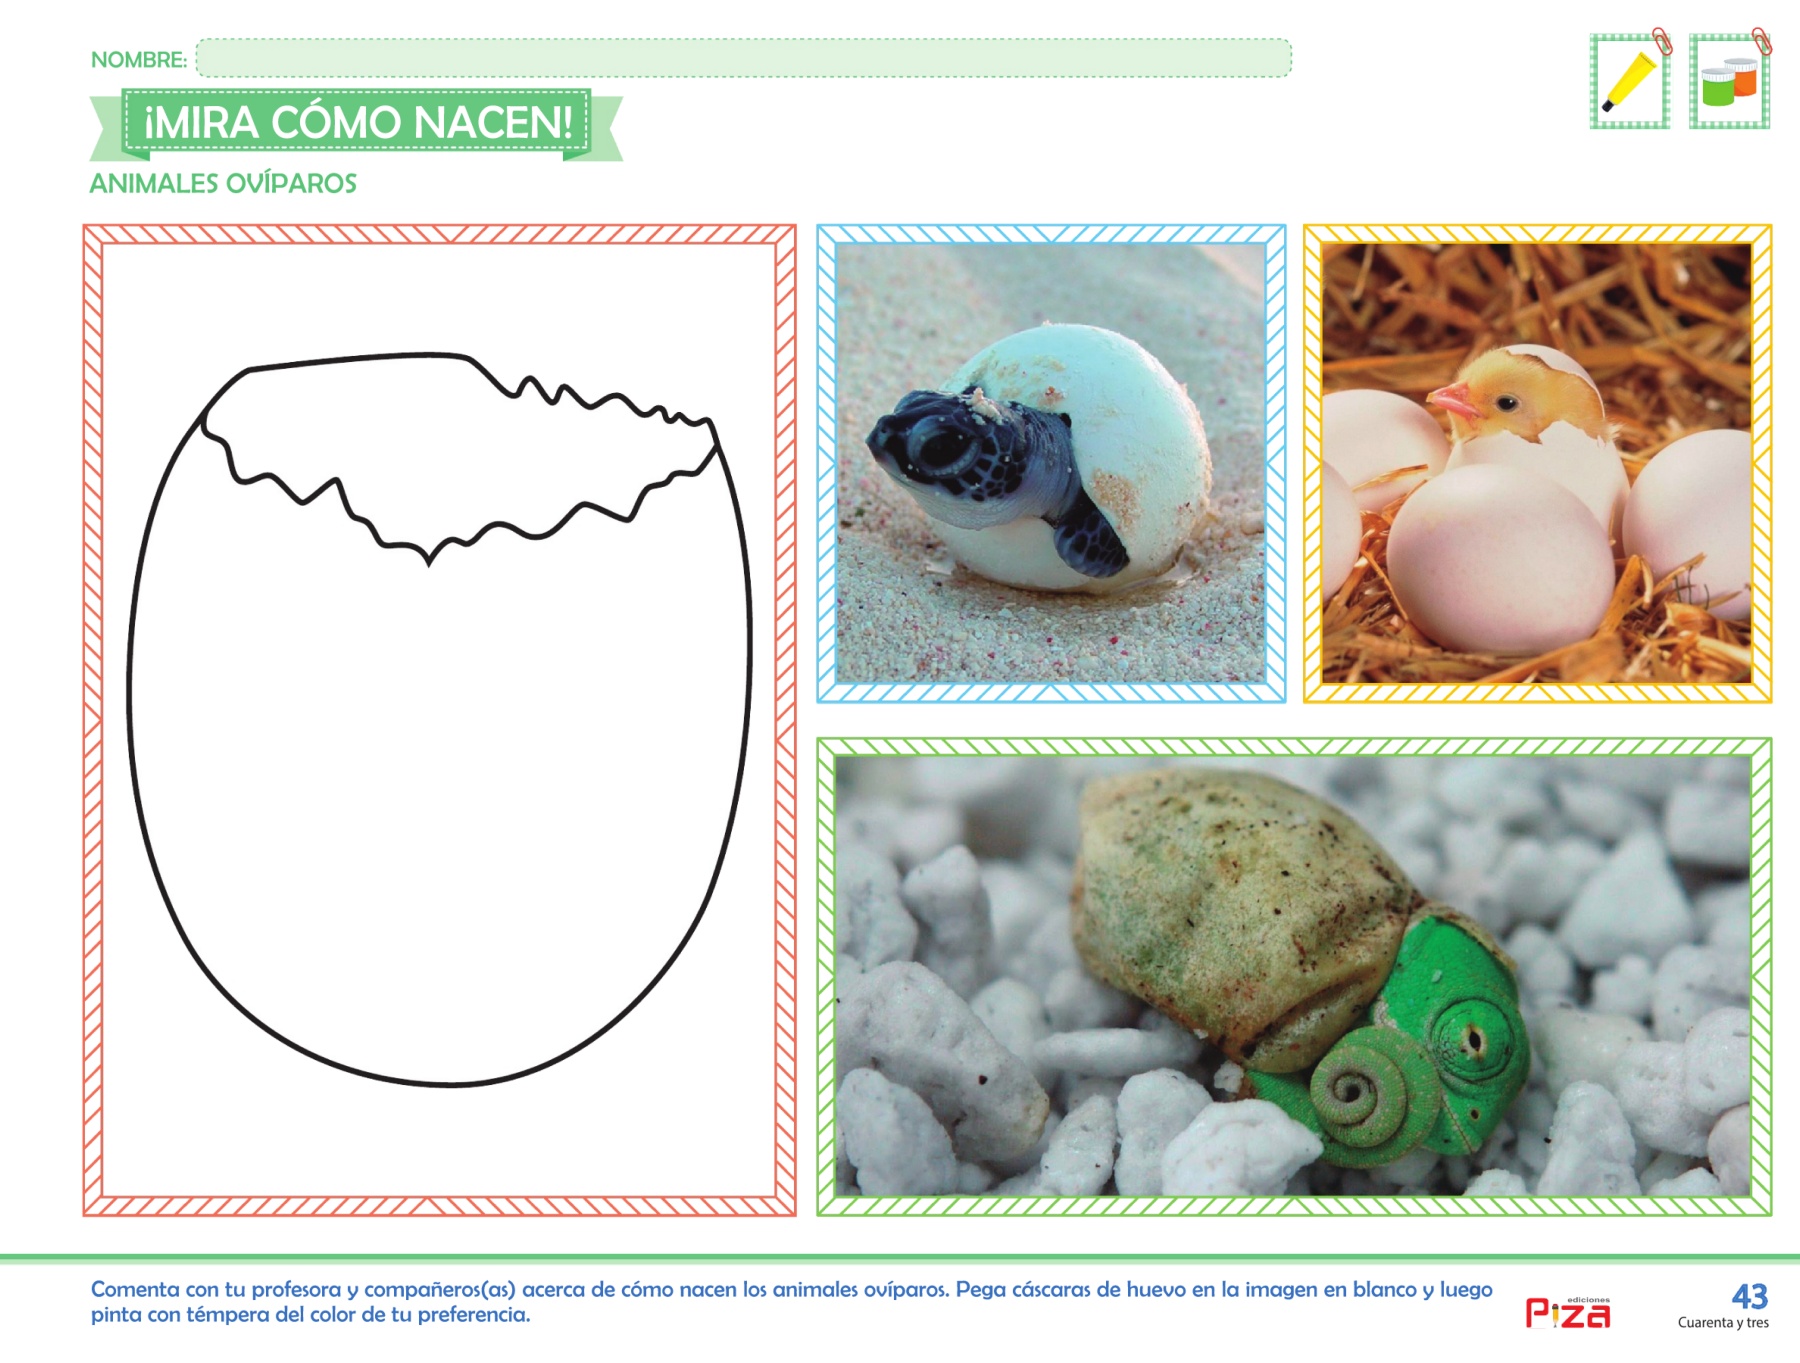 NOMBRE:
¡MIRA CÓMO NACEN!
ANIMALES OVÍPAROS
Comenta con tu profesora y compañeros(as) acerca de cómo nacen los animales ovíparos. Pega cáscaras de huevo en la imagen en blanco y luego
pinta con témpera del color de tu preferencia.
ediciones
Piza
43
Cuarenta y tres